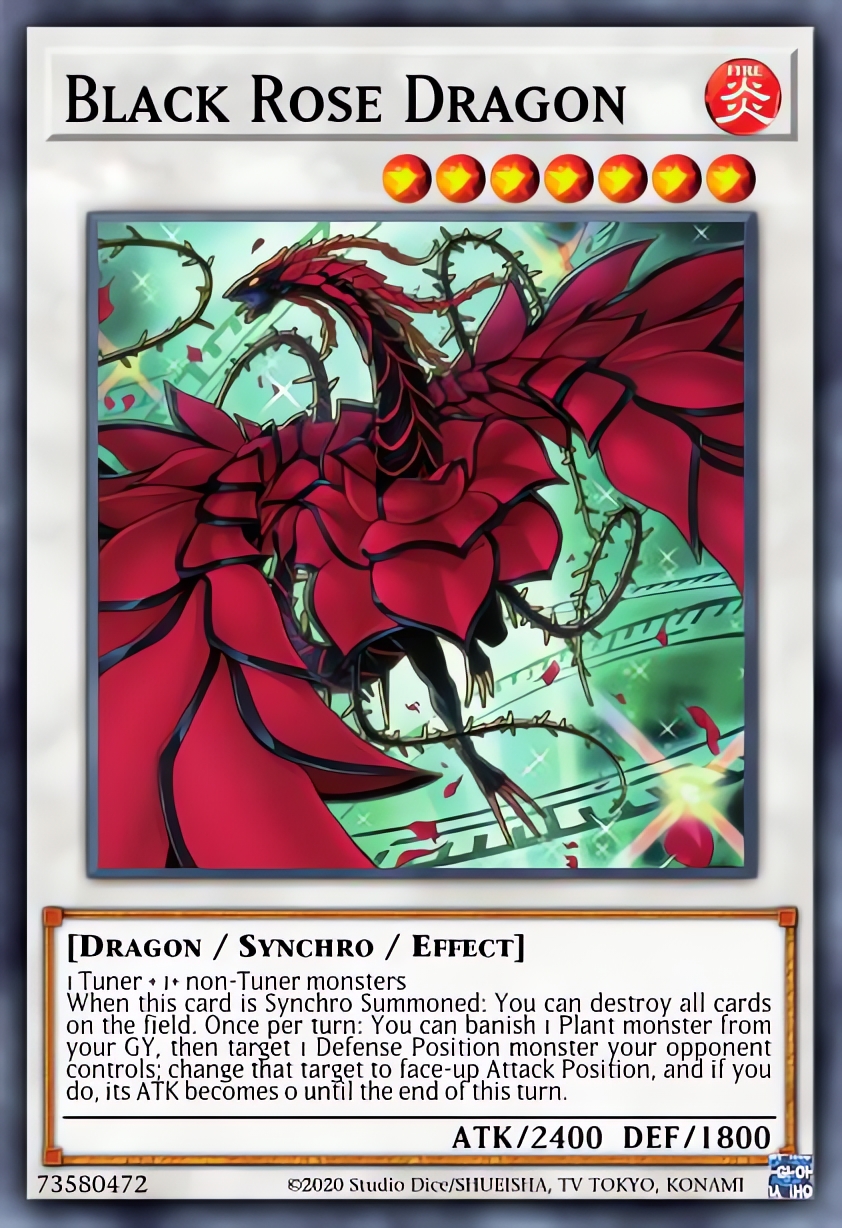 Black Rose Dragon
FIRE
炎
[Dragon / Synchro / Effect]
1 Tuner + 1+ non-Tuner monsters
When this card is Synchro Summoned: You can destroy all cards
on the field. Once per turn: You can banish 1 Plant monster from
your GY, then target 1 Defense Position monster your opponent
controls; change that target to face-up Attack Position, and if you
do, its ATK becomes 0 until the end of this turn.
ATK/2400 DEF/1800
73580472 ©2020 Studio Dice/SHUEISHA, TV TOKYO, KONAMI